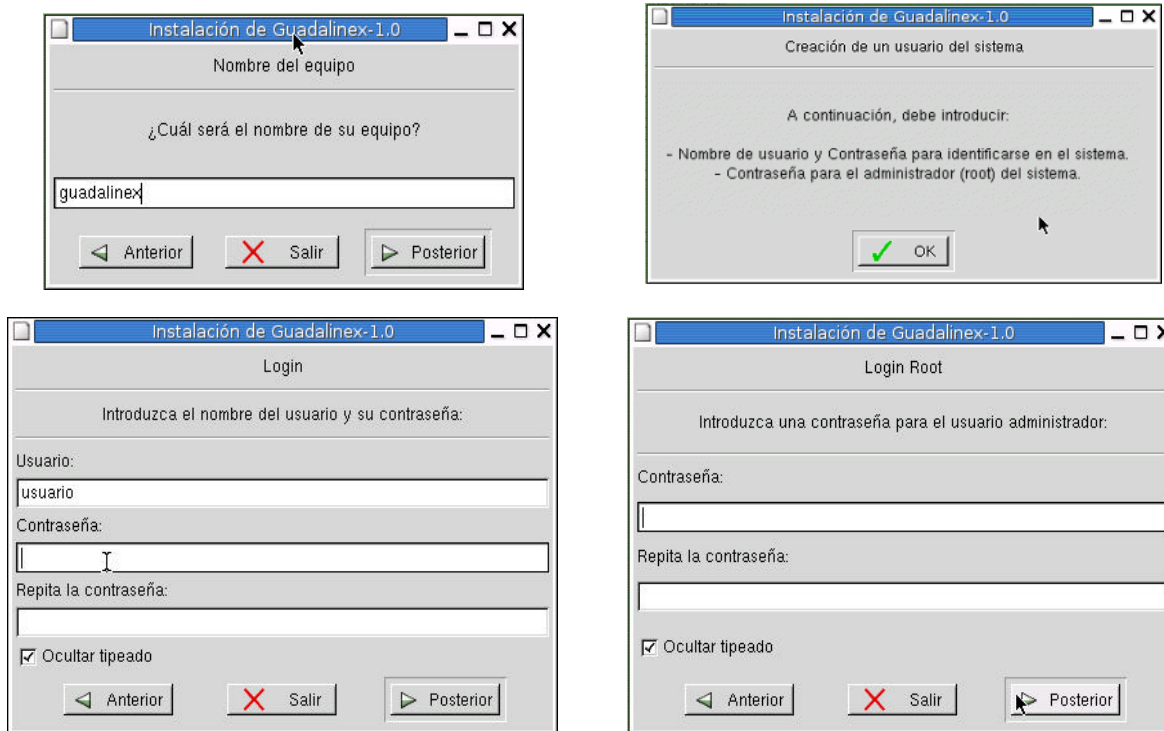 Instalación de Guadalinex-1.0
Nombre del equipo
¿Cuál será el nombre de su equipo?
guadalinex
Anterior Salir Posterior
Instalación de Guadalinex-1.0
Creación de un usuario del sistema
A continuación, debe introducir:
- Nombre de usuario y Contraseña para identificarse en el sistema.
- Contraseña para el administrador (root) del sistema.
OK
Instalación de Guadalinex-1.0
Login
Introduzca el nombre del usuario y su contraseña:
Usuario:
usuario
Contraseña:
Repita la contraseña:
Ocultar tipeado
Anterior Salir Posterior
Instalación de Guadalinex-1.0
Login Root
Introduzca una contraseña para el usuario administrador:
Contraseña:
Repita la contraseña:
Ocultar tipeado
Anterior Salir Posterior